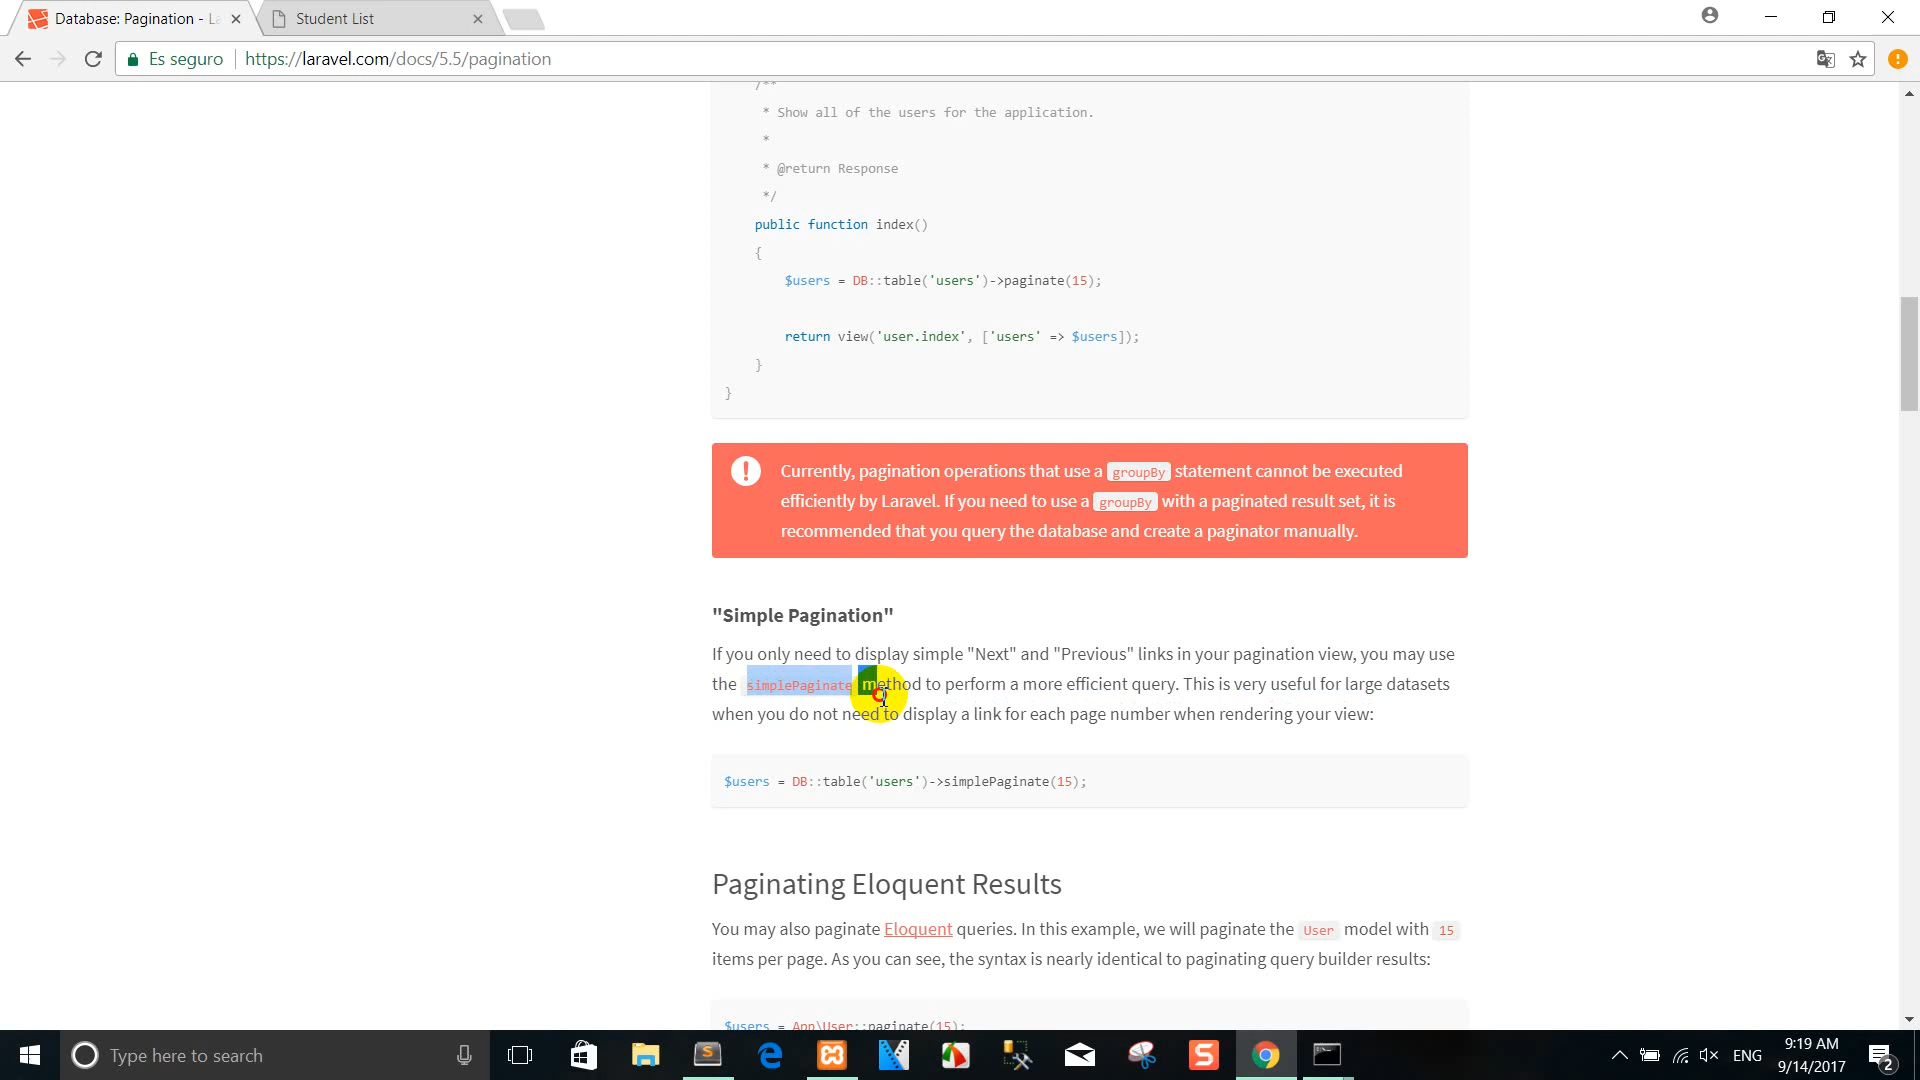 Database: Pagination - La
Student List
Es seguro
https://laravel.com/docs/5.5/pagination
/**
* Show all of the users for the application.
*
* @return Response
*/
public function index()
{
$users = DB::table('users')->paginate(15);
return view('user.index', ['users' => $users]);
}
}
Currently, pagination operations that use a groupBy statement cannot be executed
efficiently by Laravel. If you need to use a groupBy with a paginated result set, it is
recommended that you query the database and create a paginator manually.
"Simple Pagination"
If you only need to display simple "Next" and "Previous" links in your pagination view, you may use
the simplePaginate method to perform a more efficient query. This is very useful for large datasets
when you do not need to display a link for each page number when rendering your view:
$users = DB::table('users')->simplePaginate(15);
Paginating Eloquent Results
You may also paginate Eloquent queries. In this example, we will paginate the User model with 15
items per page. As you can see, the syntax is nearly identical to paginating query builder results:
$users = App\User::paginate(15);
Type here to search
ENG
9:19 AM
9/14/2017
2